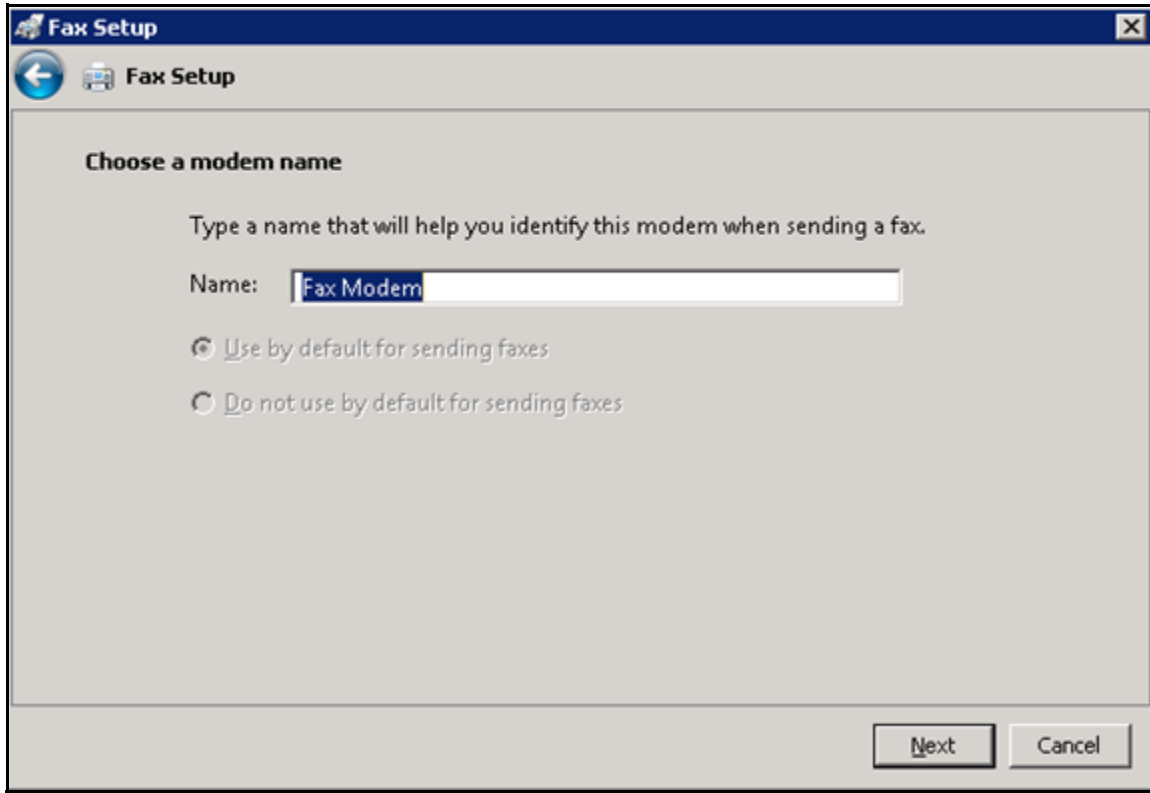 Fax Setup
Fax Setup
Choose a modem name
Type a name that will help you identify this modem when sending a fax.
Name: Fax Modem
Use by default for sending faxes
Do not use by default for sending faxes
Next Cancel